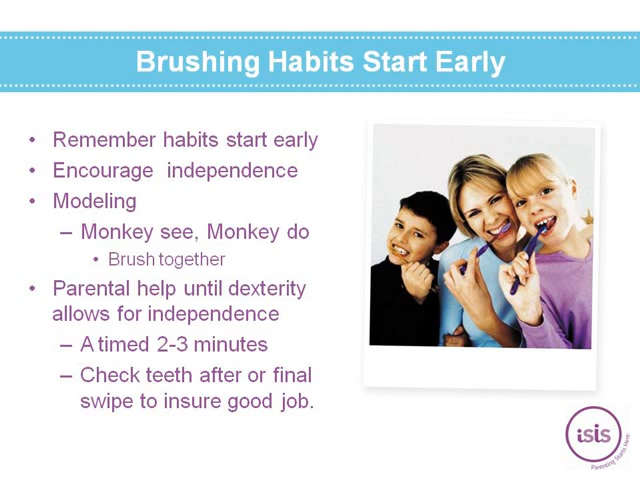 Brushing Habits Start Early
• Remember habits start early
• Encourage independence
• Modeling
– Monkey see, Monkey do
• Brush together
• Parental help until dexterity
allows for independence
– A timed 2-3 minutes
– Check teeth after or final
swipe to insure good job.
isis
Parenting Starts Here.